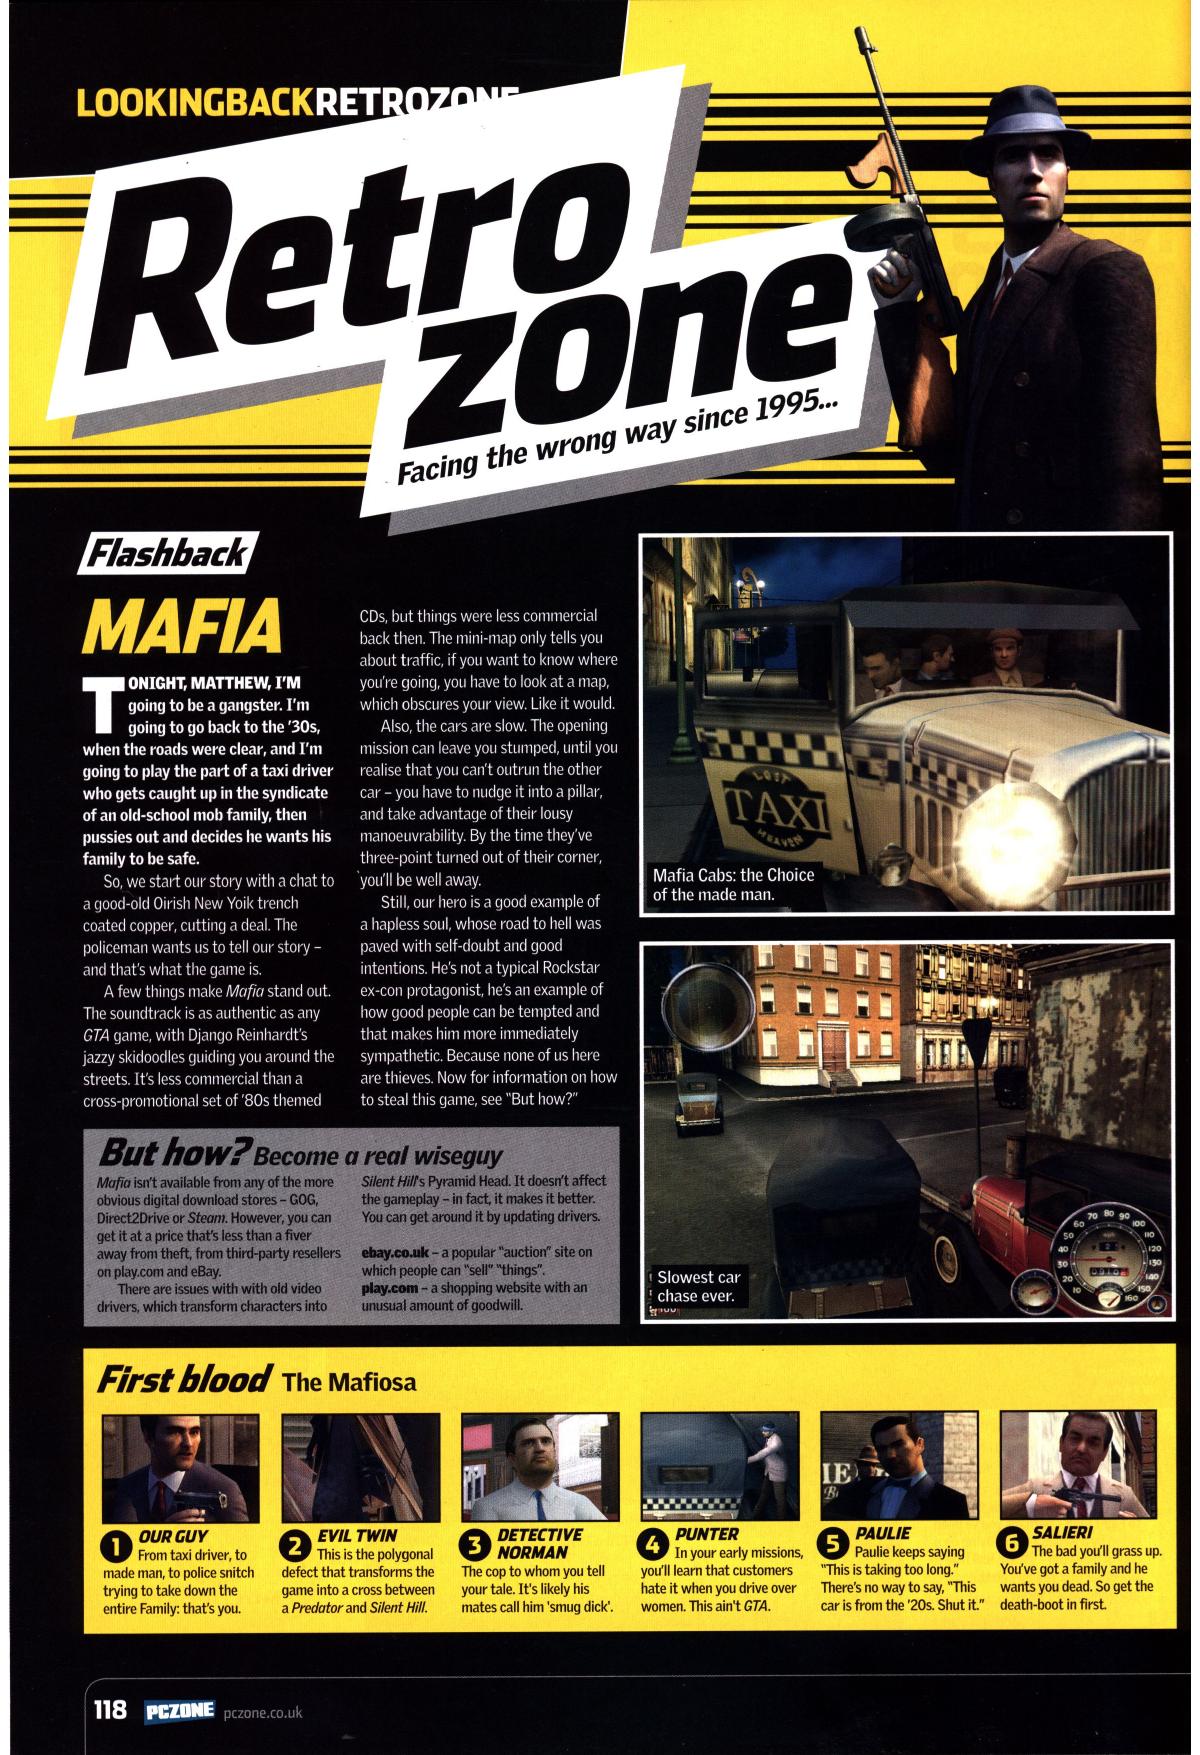 LOOKINGBACKRETROZONE
Retro
zone
Facing the wrong way since 1995...
Flashback
MAFIA
TONIGHT, MATTHEW, I'M
going to be a gangster. I'm
going to go back to the '30s,
when the roads were clear, and I'm
going to play the part of a taxi driver
who gets caught up in the syndicate
of an old-school mob family, then
pussies out and decides he wants his
family to be safe.
So, we start our story with a chat to
a good-old Oirish New Yoik trench
coated copper, cutting a deal. The
policeman wants us to tell our story –
and that's what the game is.
A few things make Mafia stand out.
The soundtrack is as authentic as any
GTA game, with Django Reinhardt's
jazzy skidoodles guiding you around the
streets. It's less commercial than a
cross-promotional set of '80s themed
CDs, but things were less commercial
back then. The mini-map only tells you
about traffic, if you want to know where
you're going, you have to look at a map,
which obscures your view. Like it would.
Also, the cars are slow. The opening
mission can leave you stumped, until you
realise that you can't outrun the other
car – you have to nudge it into a pillar,
and take advantage of their lousy
manoeuvrability. By the time they've
three-point turned out of their corner,
you'll be well away.
Still, our hero is a good example of
a hapless soul, whose road to hell was
paved with self-doubt and good
intentions. He's not a typical Rockstar
ex-con protagonist, he's an example of
how good people can be tempted and
that makes him more immediately
sympathetic. Because none of us here
are thieves. Now for information on how
to steal this game, see "But how?"
LOST
TAXI
HEAVEN
Mafia Cabs: the Choice
of the made man.
Slowest car
chase ever.
10 20 30 40 50 60 70 80 90 100 110 120 130 140 150 160
But how? Become a real wiseguy
Mafia isn't available from any of the more
obvious digital download stores – GOG,
Direct2Drive or Steam. However, you can
get it at a price that's less than a fiver
away from theft, from third-party resellers
on play.com and eBay.
There are issues with with old video
drivers, which transform characters into
Silent Hill's Pyramid Head. It doesn't affect
the gameplay – in fact, it makes it better.
You can get around it by updating drivers.
ebay.co.uk – a popular "auction" site on
which people can "sell" "things".
play.com – a shopping website with an
unusual amount of goodwill.
First blood The Mafiosa
1 OUR GUY
From taxi driver, to
made man, to police snitch
trying to take down the
entire Family: that's you.
2 EVIL TWIN
This is the polygonal
defect that transforms the
game into a cross between
a Predator and Silent Hill.
3 DETECTIVE
NORMAN
The cop to whom you tell
your tale. It's likely his
mates call him 'smug dick'.
4 PUNTER
In your early missions,
you'll learn that customers
hate it when you drive over
women. This ain't GTA.
5 PAULIE
Paulie keeps saying
"This is taking too long."
There's no way to say, "This
car is from the '20s. Shut it."
6 SALIERI
The bad you'll grass up.
You've got a family and he
wants you dead. So get the
death-boot in first.
118 PCZONE pczone.co.uk